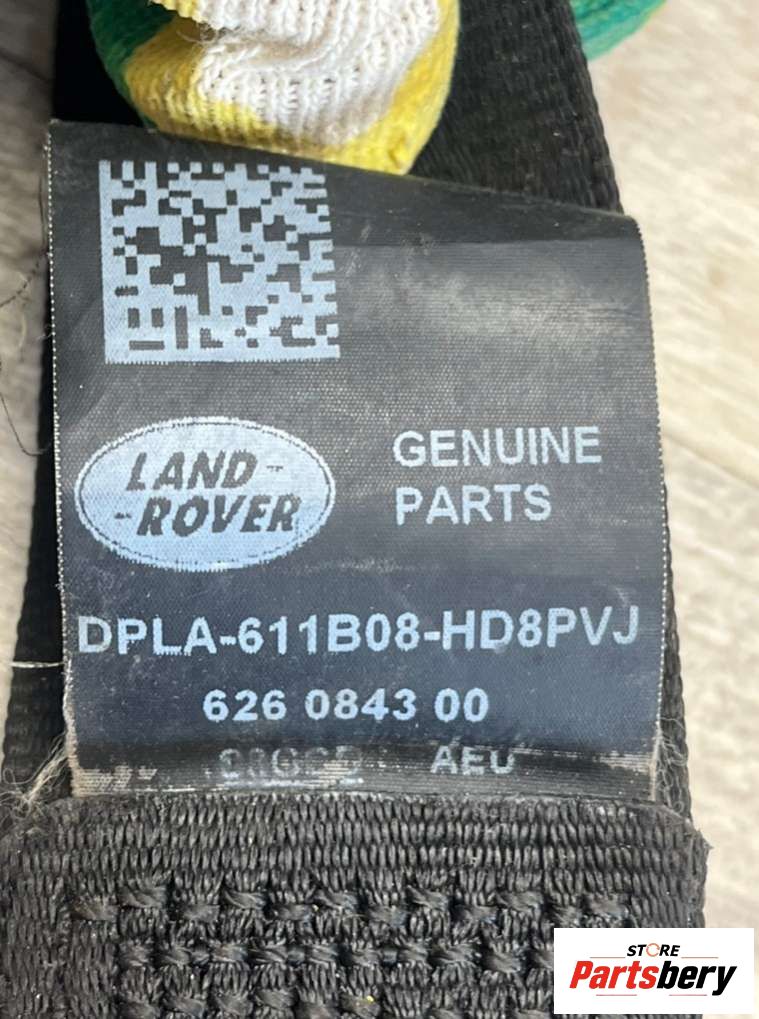 LAND-
-ROVER
GENUINE
PARTS
DPLA-611B08-HD8PVJ
626 0843 00
AEU
STORE
Partsbery